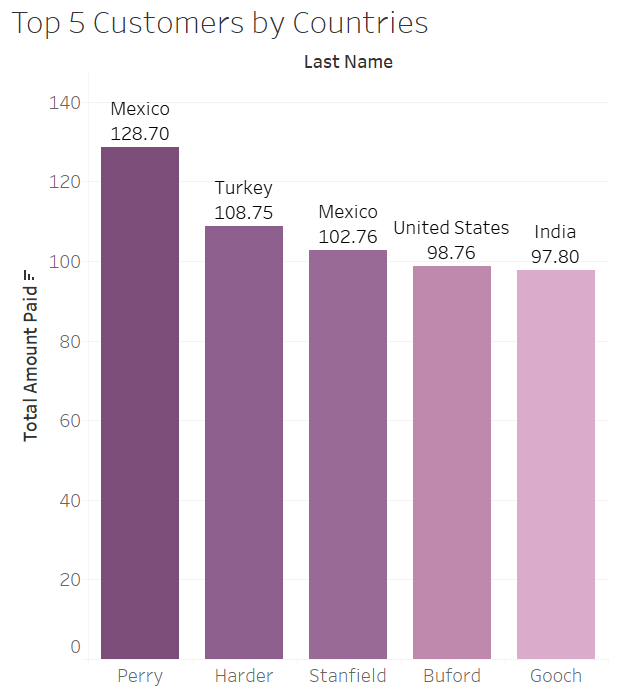 Top 5 Customers by Countries
Last Name
Total Amount Paid
140
120
100
80
60
40
20
0
Mexico
128.70
Turkey
108.75
Mexico
102.76
United States
98.76
India
97.80
Perry
Harder
Stanfield
Buford
Gooch